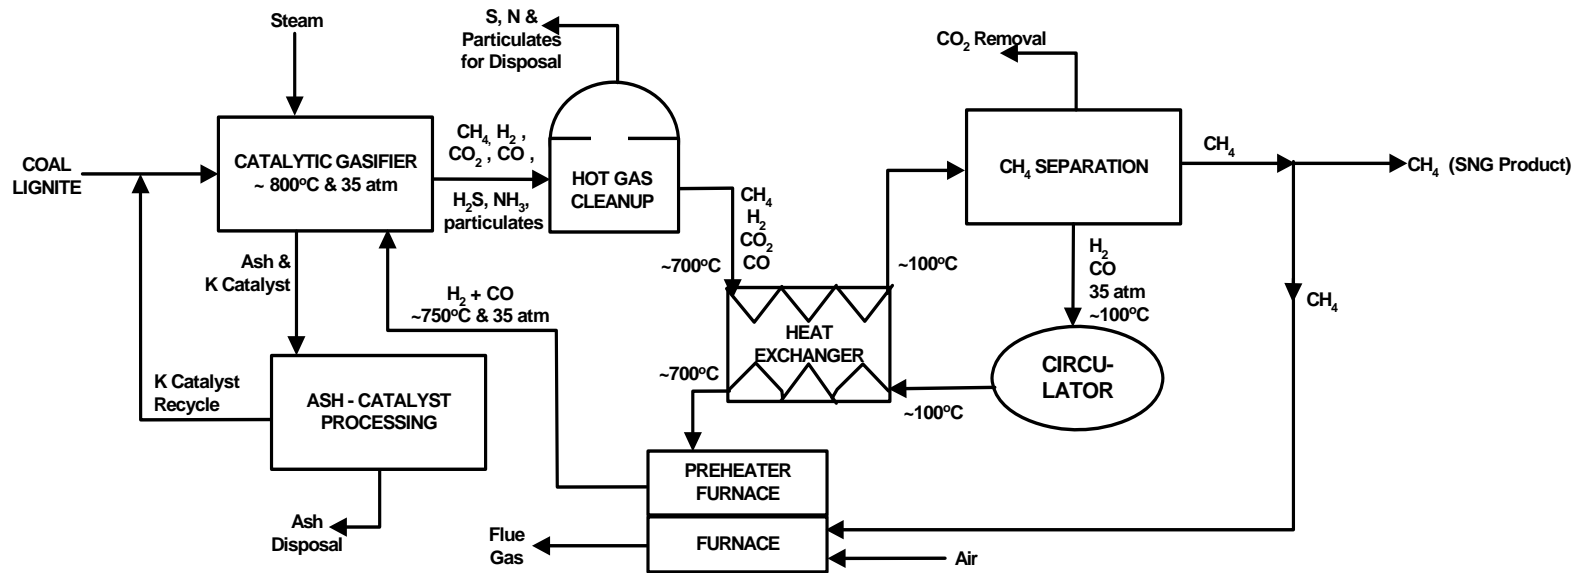 Steam
S, N &
Particulates
for Disposal
CO2 Removal
COAL
LIGNITE
CATALYTIC GASIFIER
~ 800oC & 35 atm
CH4, H2 ,
CO2 , CO ,
H2S, NH3,
particulates
HOT GAS
CLEANUP
CH4
H2
CO2
CO
~700oC
~100oC
CH4 SEPARATION
CH4
CH4 (SNG Product)
H2
CO
35 atm
~100oC
CH4
Ash &
K Catalyst
H2 + CO
~750oC & 35 atm
HEAT
EXCHANGER
~700oC
~100oC
CIRCU-
LATOR
K Catalyst
Recycle
ASH - CATALYST
PROCESSING
PREHEATER
FURNACE
Ash
Disposal
Flue
Gas
FURNACE
Air